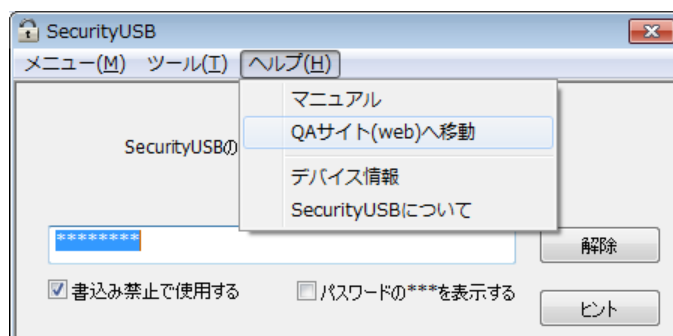 SecurityUSB
メニュー(M) ツール(T) ヘルプ(H)
マニュアル
QAサイト(web)へ移動
デバイス情報
SecurityUSBについて
SecurityUSBの
********
解除
書込み禁止で使用する
パスワードの***を表示する
ヒント